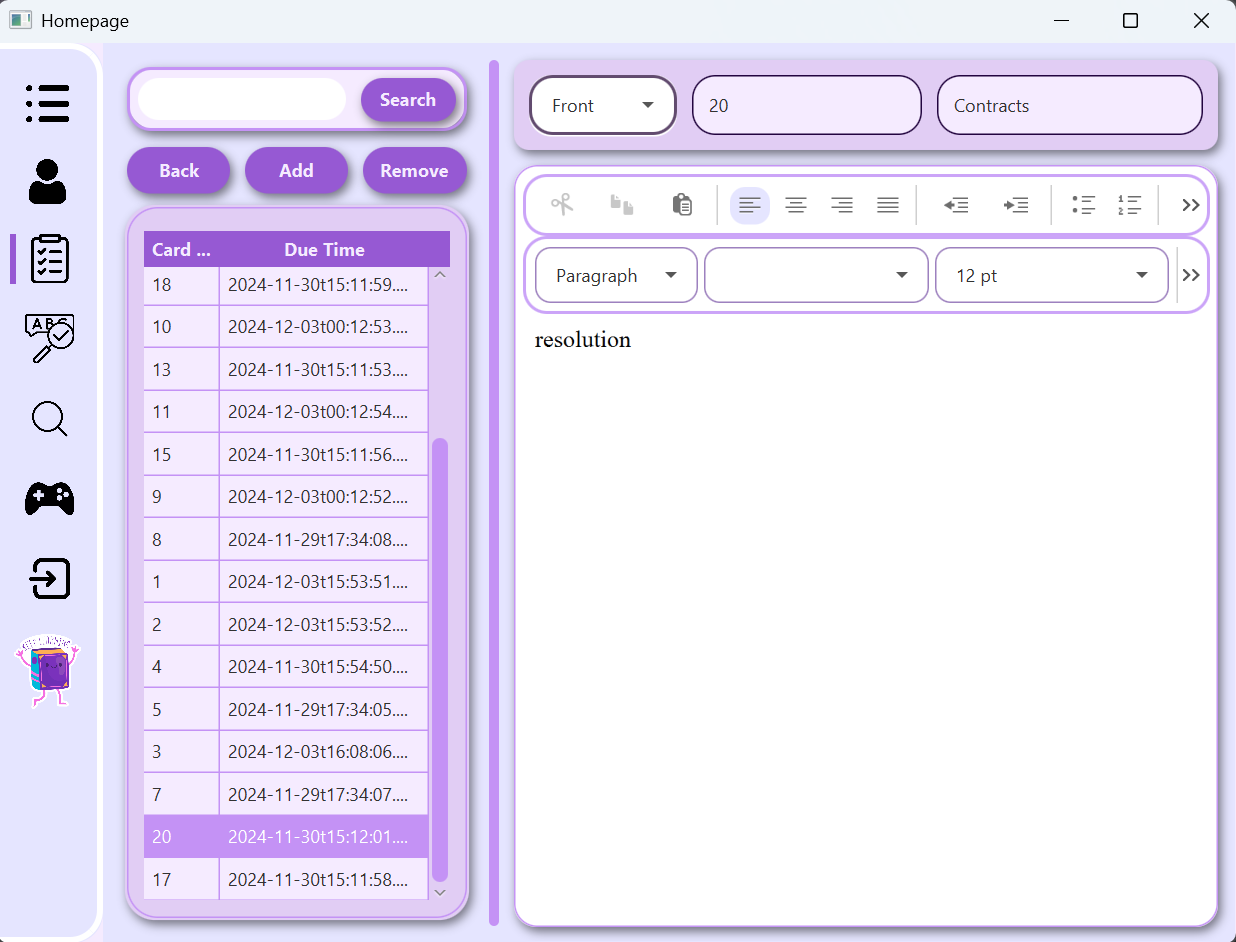 Homepage
Search
Front
20
Contracts
Back
Add
Remove
Card ...
Due Time
18 2024-11-30t15:11:59....
10 2024-12-03t00:12:53....
13 2024-11-30t15:11:53....
11 2024-12-03t00:12:54....
15 2024-11-30t15:11:56....
9 2024-12-03t00:12:52....
8 2024-11-29t17:34:08....
1 2024-12-03t15:53:51....
2 2024-12-03t15:53:52....
4 2024-11-30t15:54:50....
5 2024-11-29t17:34:05....
3 2024-12-03t16:08:06....
7 2024-11-29t17:34:07....
20 2024-11-30t15:12:01....
17 2024-11-30t15:11:58....
Paragraph
12 pt
resolution
ABC